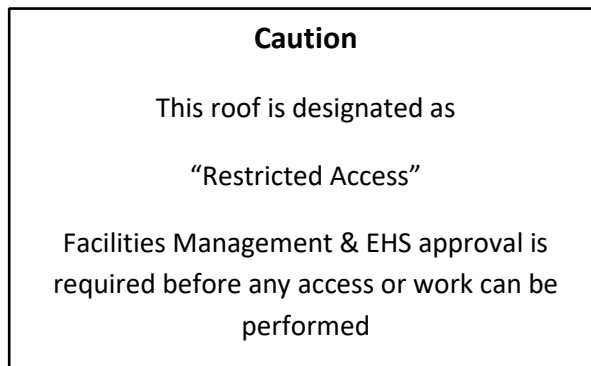 Caution
This roof is designated as
“Restricted Access”
Facilities Management & EHS approval is
required before any access or work can be
performed